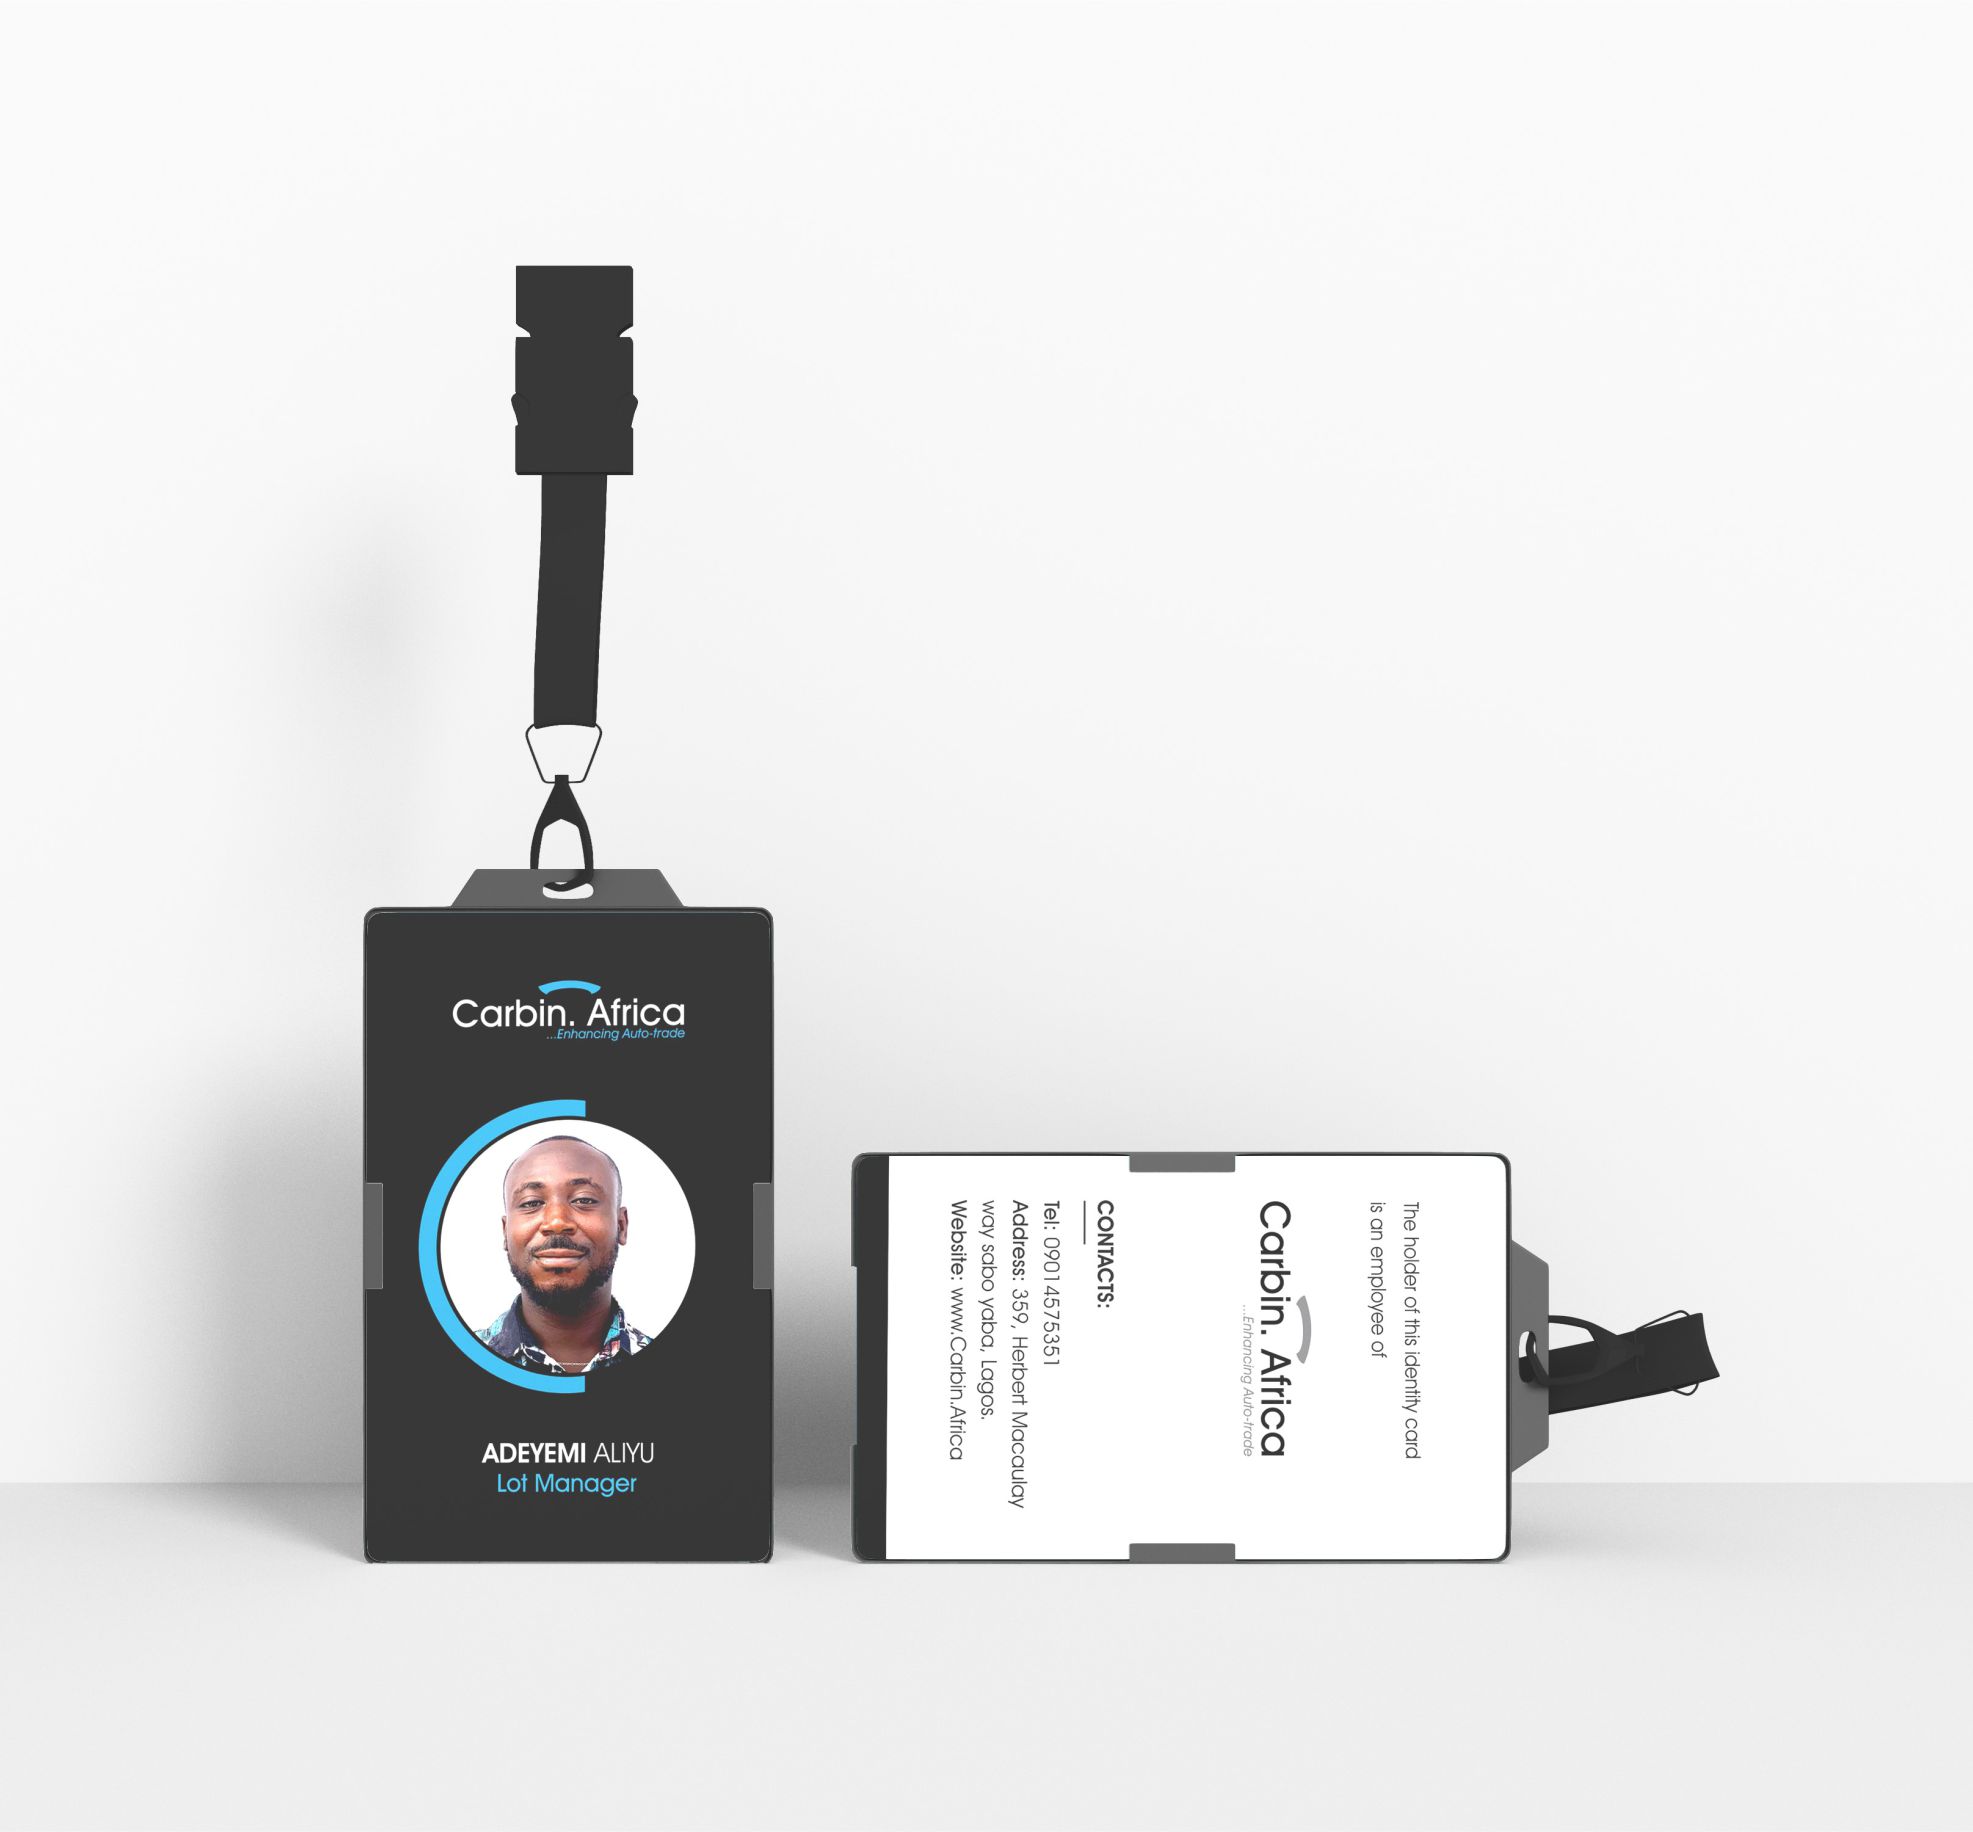 Carbin. Africa
...Enhancing Auto-trade
ADEYEMI ALIYU
Lot Manager
The holder of this identity card
is an employee of
Carbin. Africa
...Enhancing Auto-trade
CONTACTS:
Tel: 09014575351
Address: 359, Herbert Macaulay
way sabo yaba, Lagos.
Website: www.Carbin.Africa